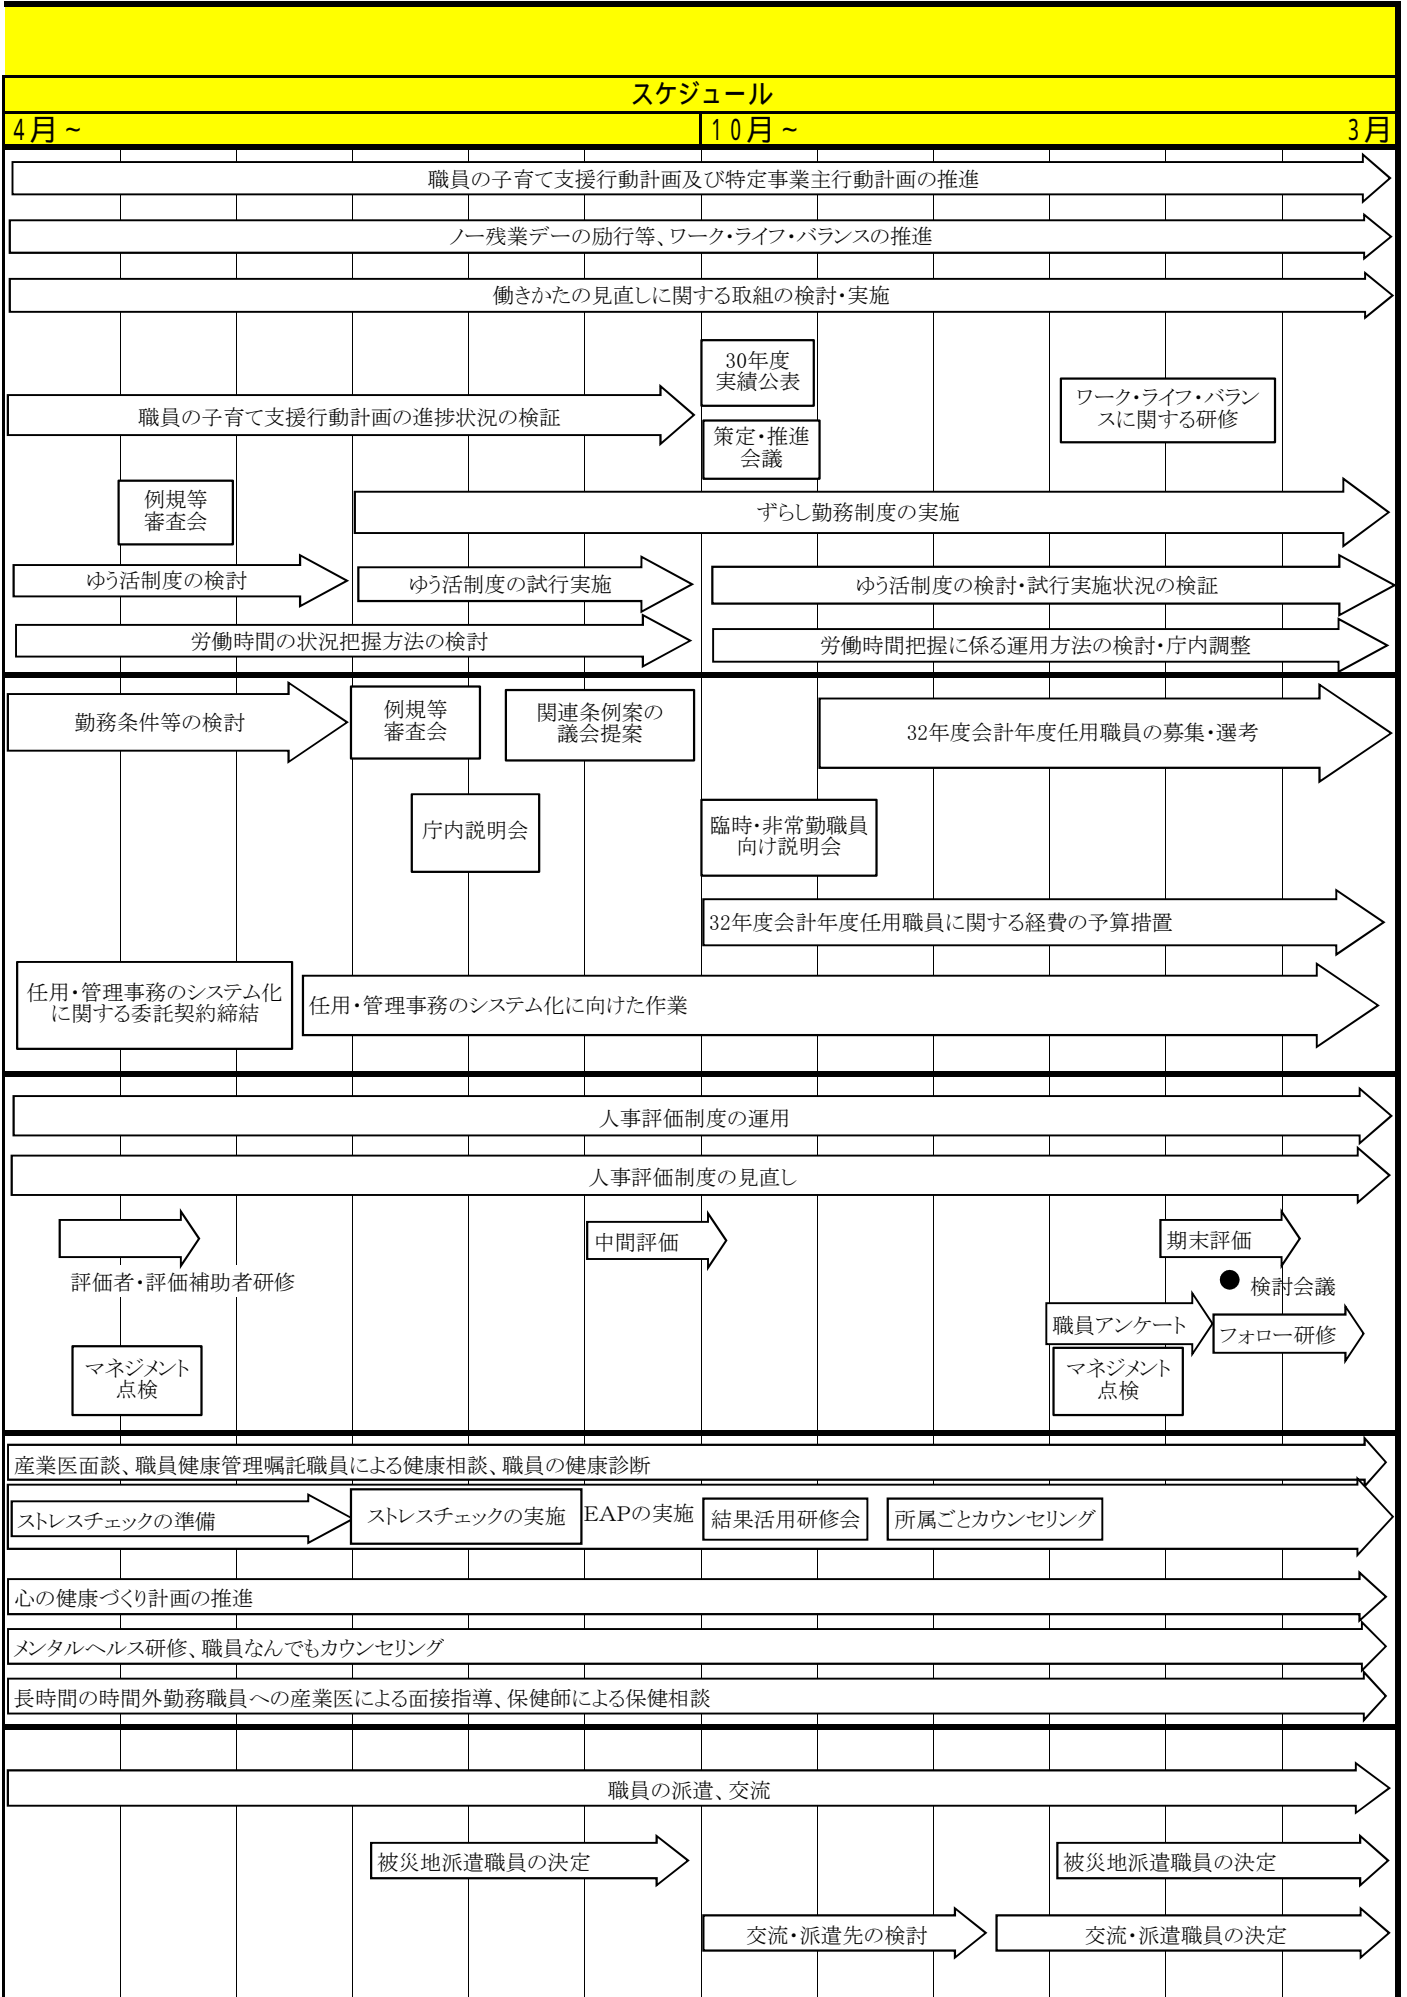 スケジュール
4月~
10月~
3月
職員の子育て支援行動計画及び特定事業主行動計画の推進
ノー残業デーの励行等、ワーク・ライフ・バランスの推進
働きかたの見直しに関する取組の検討・実施
30年度
実績公表
ワーク・ライフ・バラン
スに関する研修
職員の子育て支援行動計画の進捗状況の検証
策定・推進
会議
例規等
審査会
ずらし勤務制度の実施
ゆう活制度の検討
ゆう活制度の試行実施
ゆう活制度の検討・試行実施状況の検証
労働時間の状況把握方法の検討
労働時間把握に係る運用方法の検討・庁内調整
勤務条件等の検討
例規等
審査会
関連条例案の
議会提案
32年度会計年度任用職員の募集・選考
庁内説明会
臨時・非常勤職員
向け説明会
32年度会計年度任用職員に関する経費の予算措置
任用・管理事務のシステム化
に関する委託契約締結
任用・管理事務のシステム化に向けた作業
人事評価制度の運用
人事評価制度の見直し
中間評価
期末評価
評価者・評価補助者研修
● 検討会議
職員アンケート
フォロー研修
マネジメント
点検
マネジメント
点検
産業医面談、職員健康管理嘱託職員による健康相談、職員の健康診断
ストレスチェックの準備
ストレスチェックの実施
EAPの実施
結果活用研修会
所属ごとカウンセリング
心の健康づくり計画の推進
メンタルヘルス研修、職員なんでもカウンセリング
長時間の時間外勤務職員への産業医による面接指導、保健師による保健相談
職員の派遣、交流
被災地派遣職員の決定
被災地派遣職員の決定
交流・派遣先の検討
交流・派遣職員の決定